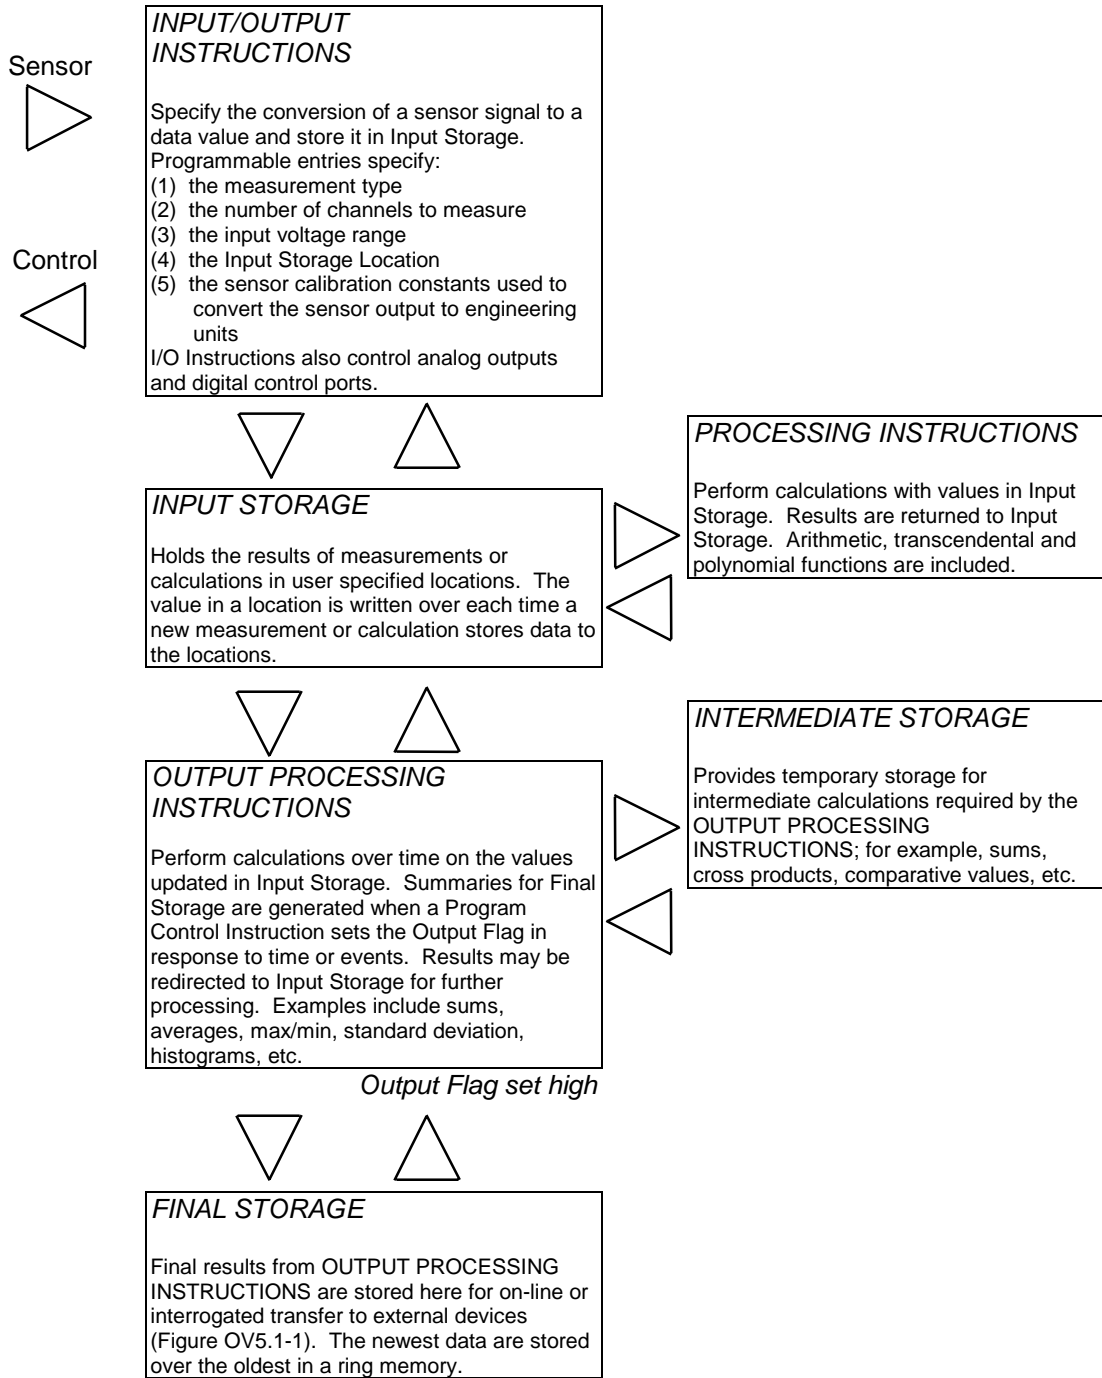 Sensor
Control
INPUT/OUTPUT
INSTRUCTIONS
Specify the conversion of a sensor signal to a
data value and store it in Input Storage.
Programmable entries specify:
(1) the measurement type
(2) the number of channels to measure
(3) the input voltage range
(4) the Input Storage Location
(5) the sensor calibration constants used to
convert the sensor output to engineering
units
I/O Instructions also control analog outputs
and digital control ports.
INPUT STORAGE
Holds the results of measurements or
calculations in user specified locations. The
value in a location is written over each time a
new measurement or calculation stores data to
the locations.
PROCESSING INSTRUCTIONS
Perform calculations with values in Input
Storage. Results are returned to Input
Storage. Arithmetic, transcendental and
polynomial functions are included.
OUTPUT PROCESSING
INSTRUCTIONS
Perform calculations over time on the values
updated in Input Storage. Summaries for Final
Storage are generated when a Program
Control Instruction sets the Output Flag in
response to time or events. Results may be
redirected to Input Storage for further
processing. Examples include sums,
averages, max/min, standard deviation,
histograms, etc.
INTERMEDIATE STORAGE
Provides temporary storage for
intermediate calculations required by the
OUTPUT PROCESSING
INSTRUCTIONS; for example, sums,
cross products, comparative values, etc.
Output Flag set high
FINAL STORAGE
Final results from OUTPUT PROCESSING
INSTRUCTIONS are stored here for on-line or
interrogated transfer to external devices
(Figure OV5.1-1). The newest data are stored
over the oldest in a ring memory.